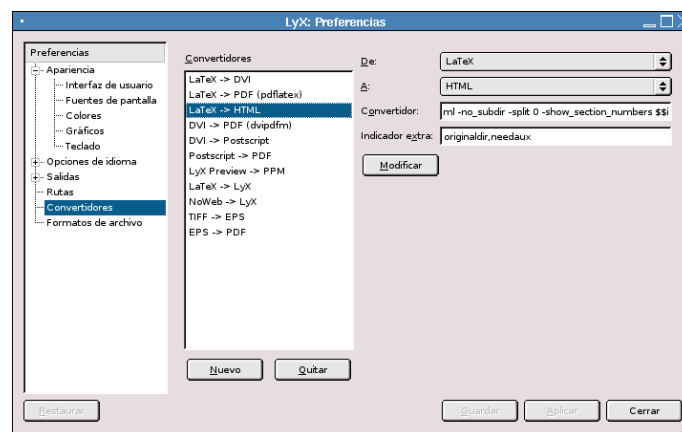 LyX: Preferencias
Preferencias
Apariencia
Interfaz de usuario
Fuentes de pantalla
Colores
Gráficos
Teclado
Opciones de idioma
Salidas
Rutas
Convertidores
Formatos de archivo
Convertidores
LaTeX -> DVI
LaTeX -> PDF (pdflatex)
LaTeX -> HTML
DVI -> PDF (dvipdfm)
DVI -> Postscript
Postscript -> PDF
LyX Preview -> PPM
LaTeX -> LyX
NoWeb -> LyX
TIFF -> EPS
EPS -> PDF
Nuevo Quitar
De: LaTeX
A: HTML
Convertidor: ml -no_subdir -split 0 -show_section_numbers $$i
Indicador extra: originaldir,needaux
Modificar
Restaurar Guardar Aplicar Cerrar